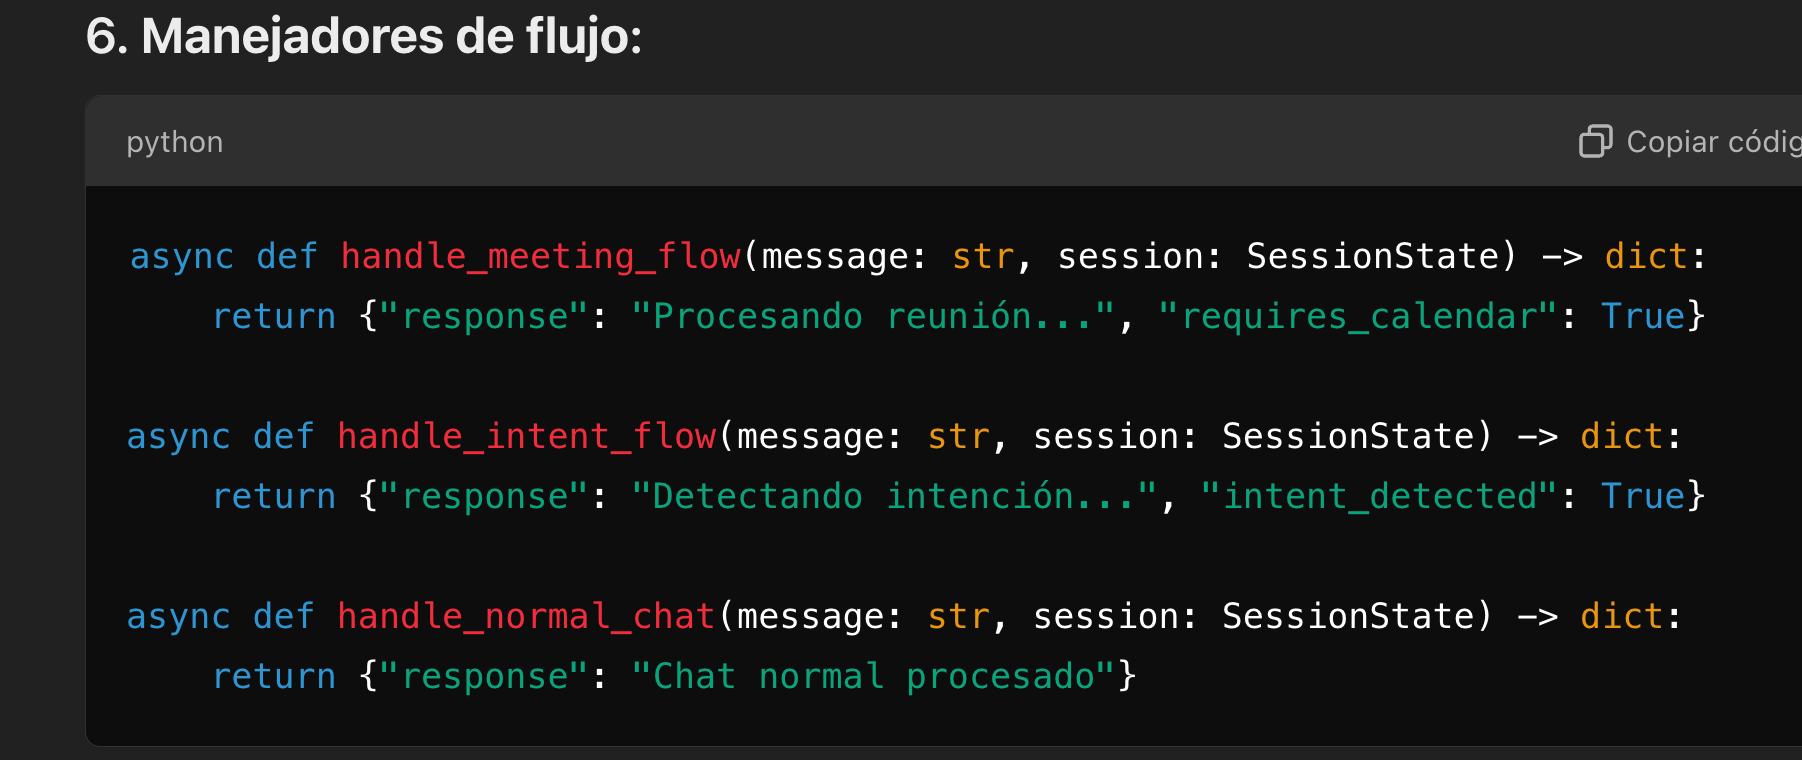 6. Manejadores de flujo:
python
Copiar códig
async def handle_meeting_flow(message: str, session: SessionState) -> dict:
    return {"response": "Procesando reunión...", "requires_calendar": True}
async def handle_intent_flow(message: str, session: SessionState) -> dict:
    return {"response": "Detectando intención...", "intent_detected": True}
async def handle_normal_chat(message: str, session: SessionState) -> dict:
    return {"response": "Chat normal procesado"}